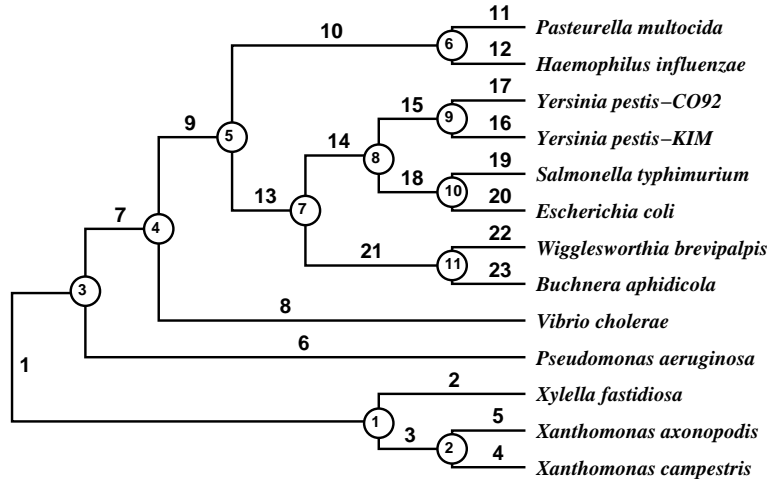 11 Pasteurella multocida
10 6
12 Haemophilus influenzae
17 Yersinia pestis–CO92
15 9
9 5 16 Yersinia pestis–KIM
14 8
19 Salmonella typhimurium
18 10
13 7 20 Escherichia coli
7 4 22 Wigglesworthia brevipalpis
21 11
23 Buchnera aphidicola
3
8 Vibrio cholerae
6 Pseudomonas aeruginosa
1
2 Xylella fastidiosa
1 5 Xanthomonas axonopodis
3 2
4 Xanthomonas campestris